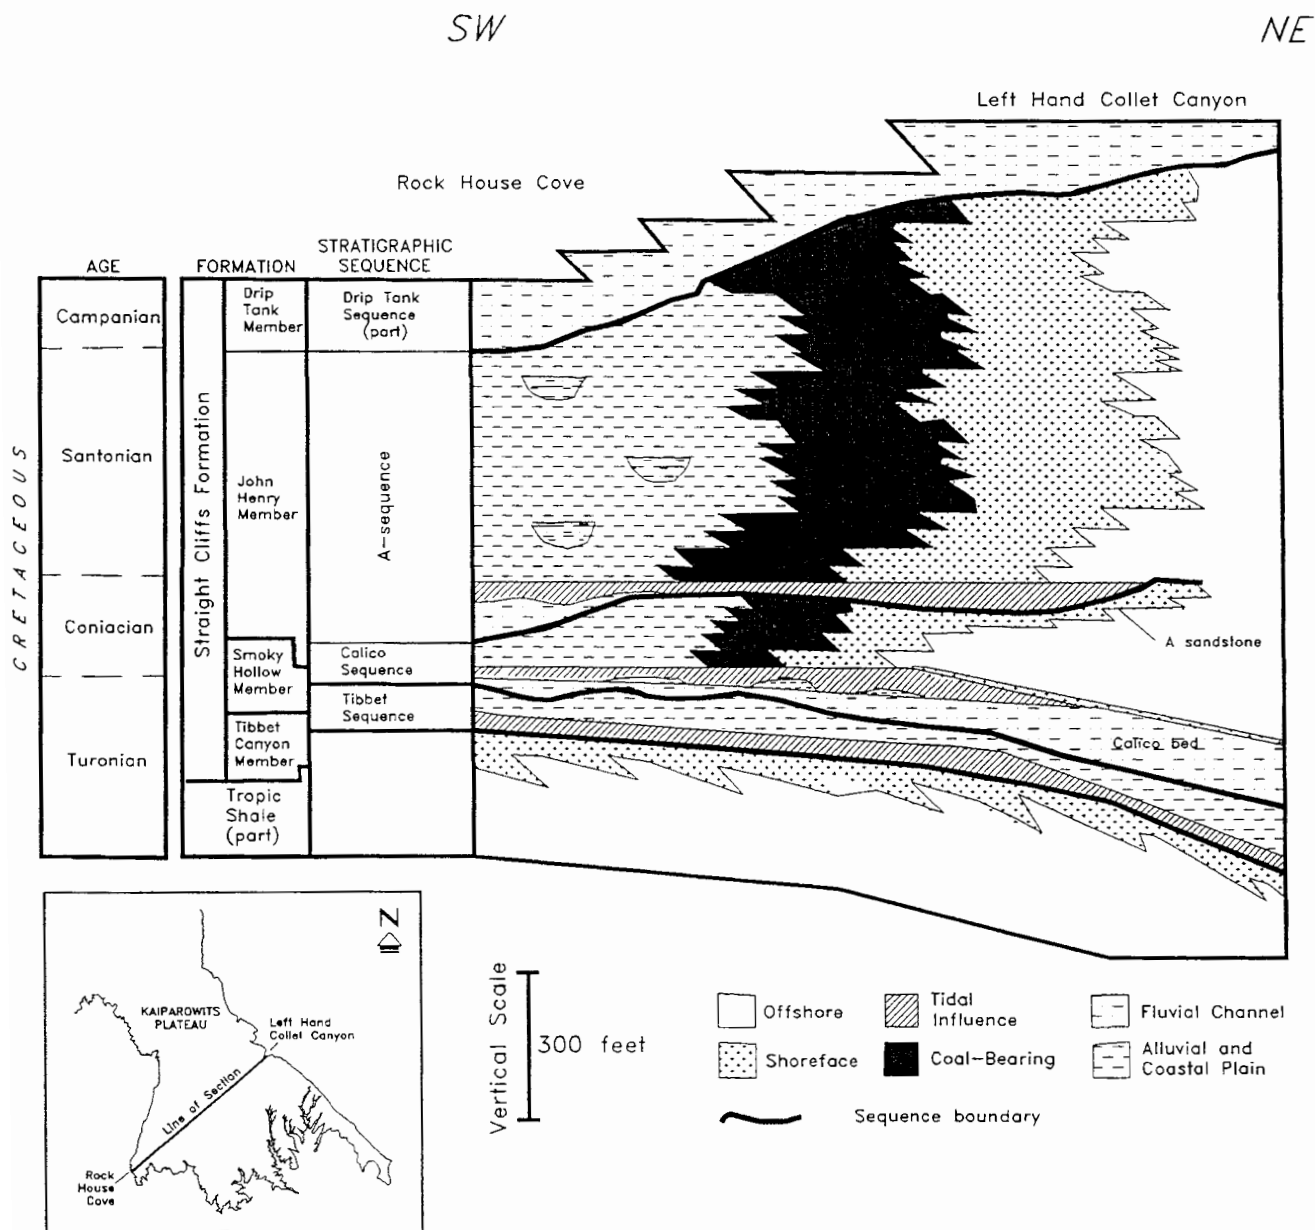 SW
NE
Left Hand Collet Canyon
Rock House Cove
AGE
FORMATION
STRATIGRAPHIC
SEQUENCE
CRETACEOUS
Campanian
Santonian
Coniacian
Turonian
Straight Cliffs Formation
Drip
Tank
Member
John
Henry
Member
Smoky
Hollow
Member
Tibbet
Canyon
Member
Tropic
Shale
(part)
Drip Tank
Sequence
(part)
A-sequence
Calico
Sequence
Tibbet
Sequence
A sandstone
Calico bed
N
KAIPAROWITS
PLATEAU
Left Hand
Collet Canyon
Line of Section
Rock
House
Cove
Vertical Scale
300 feet
Offshore
Tidal
Influence
Fluvial Channel
Shoreface
Coal-Bearing
Alluvial and
Coastal Plain
Sequence boundary